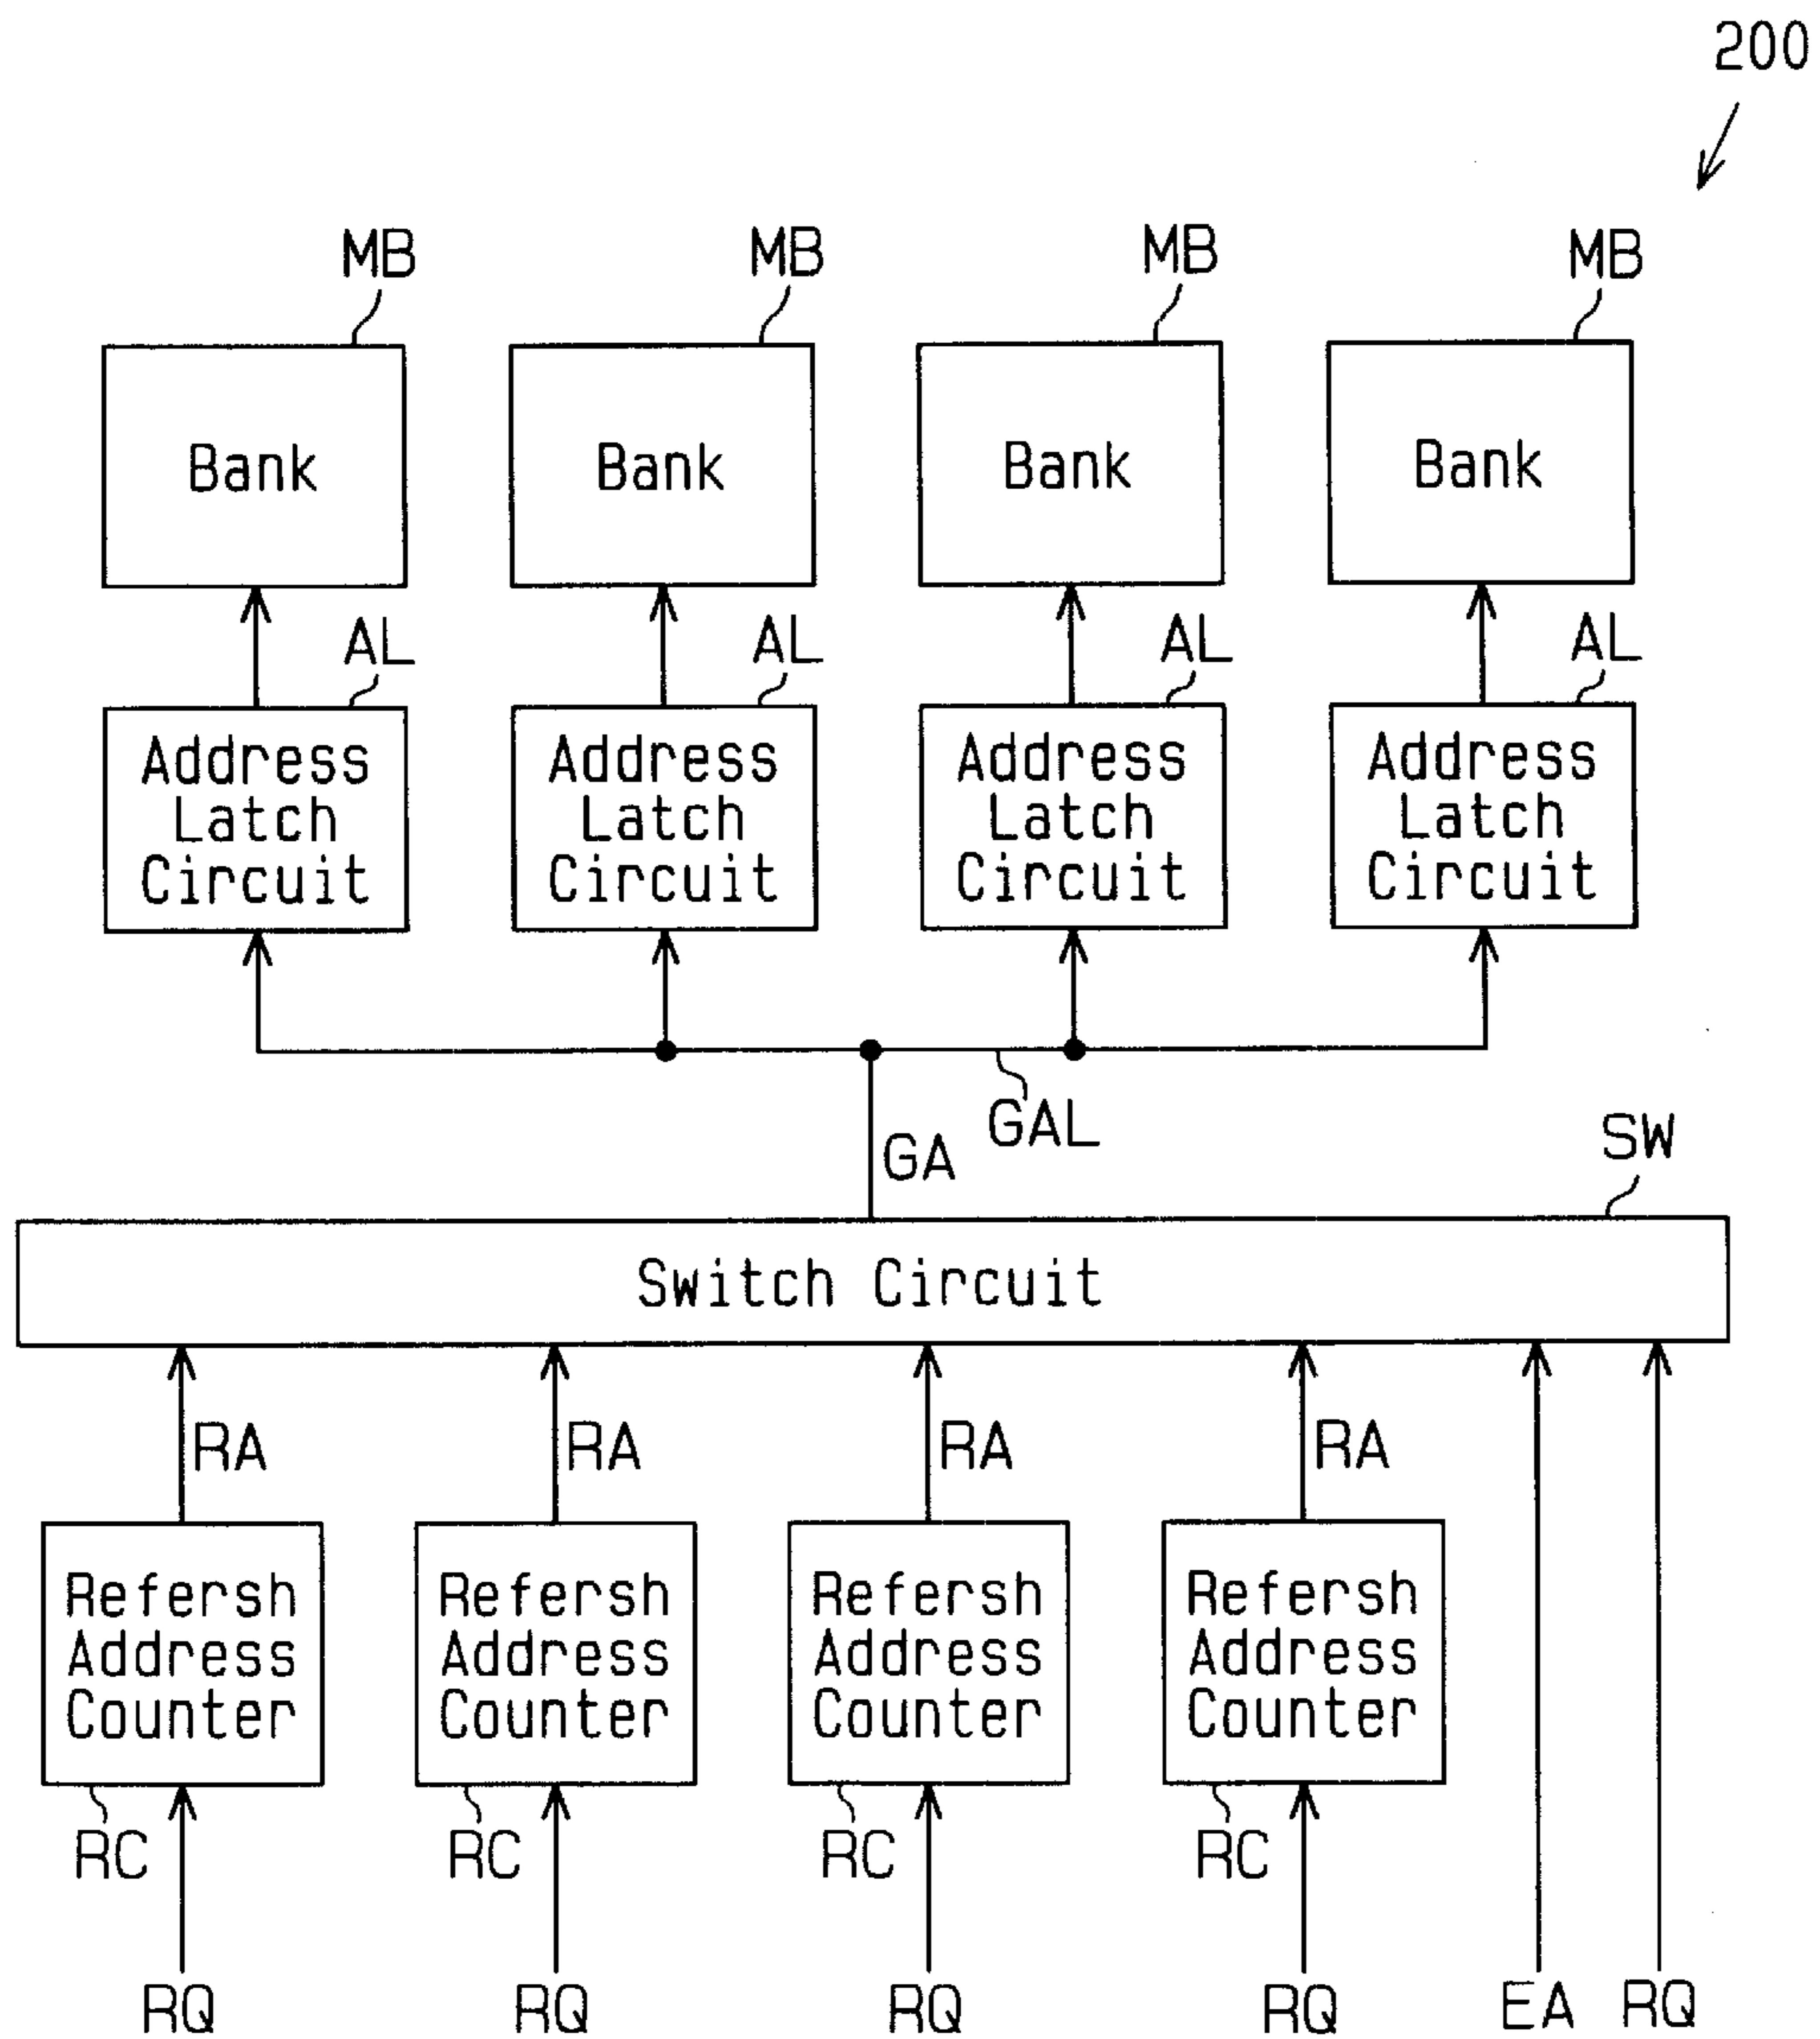 200
MB MB MB MB
Bank Bank Bank Bank
AL AL AL AL
Address Address Address Address
Latch Latch Latch Latch
Circuit Circuit Circuit Circuit
GAL
GA
SW
Switch Circuit
RA RA RA RA
Refersh Refersh Refersh Refersh
Address Address Address Address
Counter Counter Counter Counter
RC RC RC RC
RQ RQ RQ RQ EA RQ